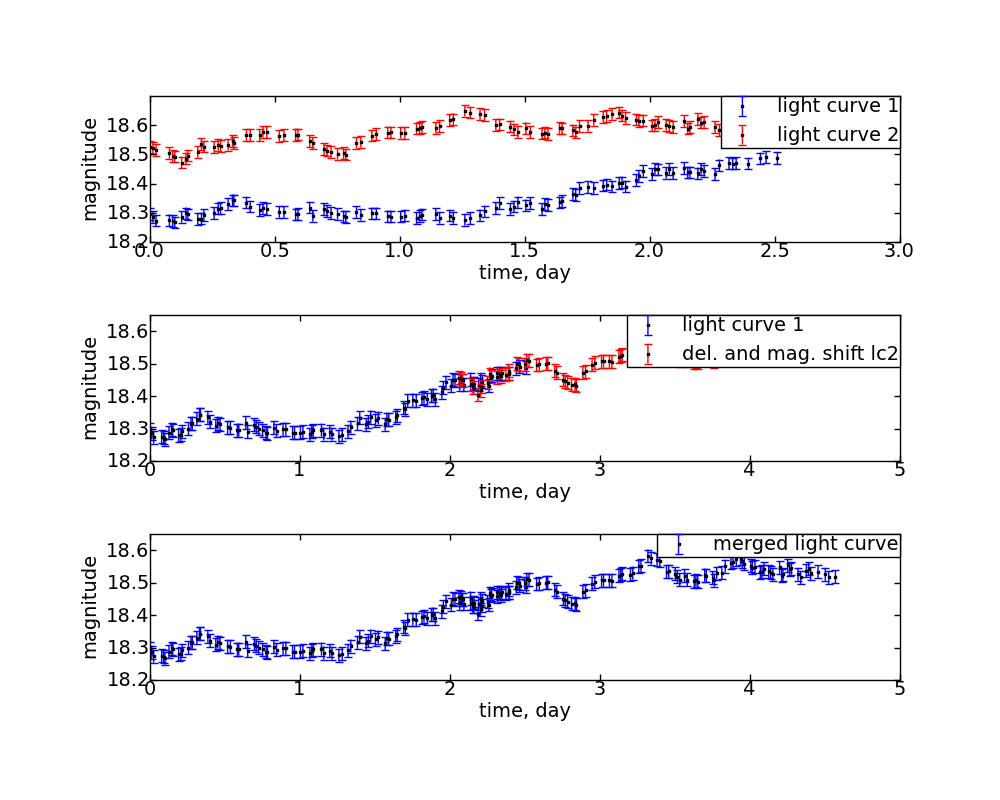 light curve 1
light curve 2
magnitude
18.6
18.5
18.4
18.3
18.2
0.0 0.5 1.0 1.5 2.0 2.5 3.0
time, day
light curve 1
del. and mag. shift lc2
magnitude
18.6
18.5
18.4
18.3
18.2
0 1 2 3 4 5
time, day
merged light curve
magnitude
18.6
18.5
18.4
18.3
18.2
0 1 2 3 4 5
time, day